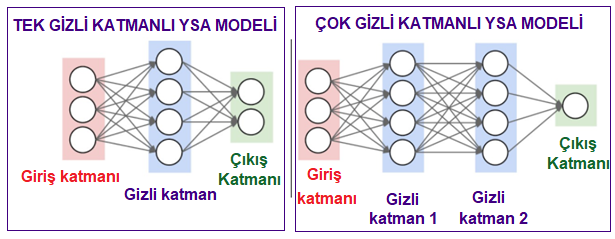 TEK GİZLİ KATMANLI YSA MODELİ
Giriş katmanı
Gizli katman
Çıkış
Katmanı
ÇOK GİZLİ KATMANLI YSA MODELİ
Giriş
katmanı
Gizli
katman 1
Gizli
katman 2
Çıkış
Katmanı